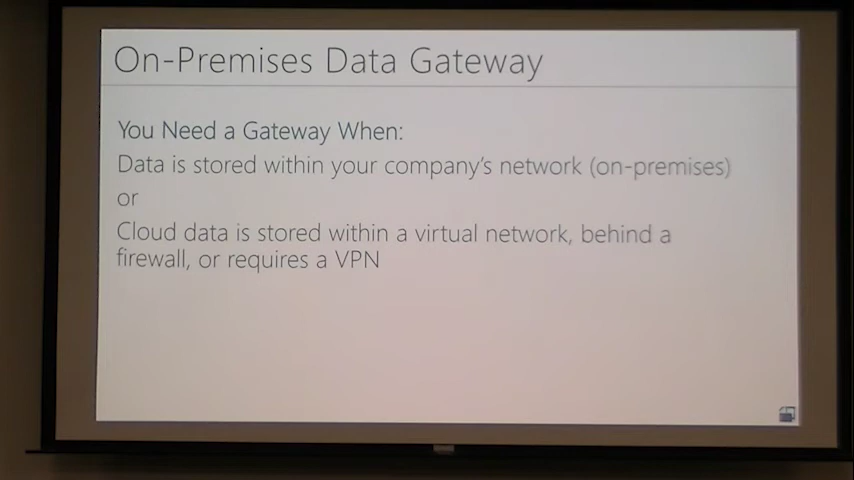 On-Premises Data Gateway
You Need a Gateway When:
Data is stored within your company's network (on-premises)
or
Cloud data is stored within a virtual network, behind a
firewall, or requires a VPN